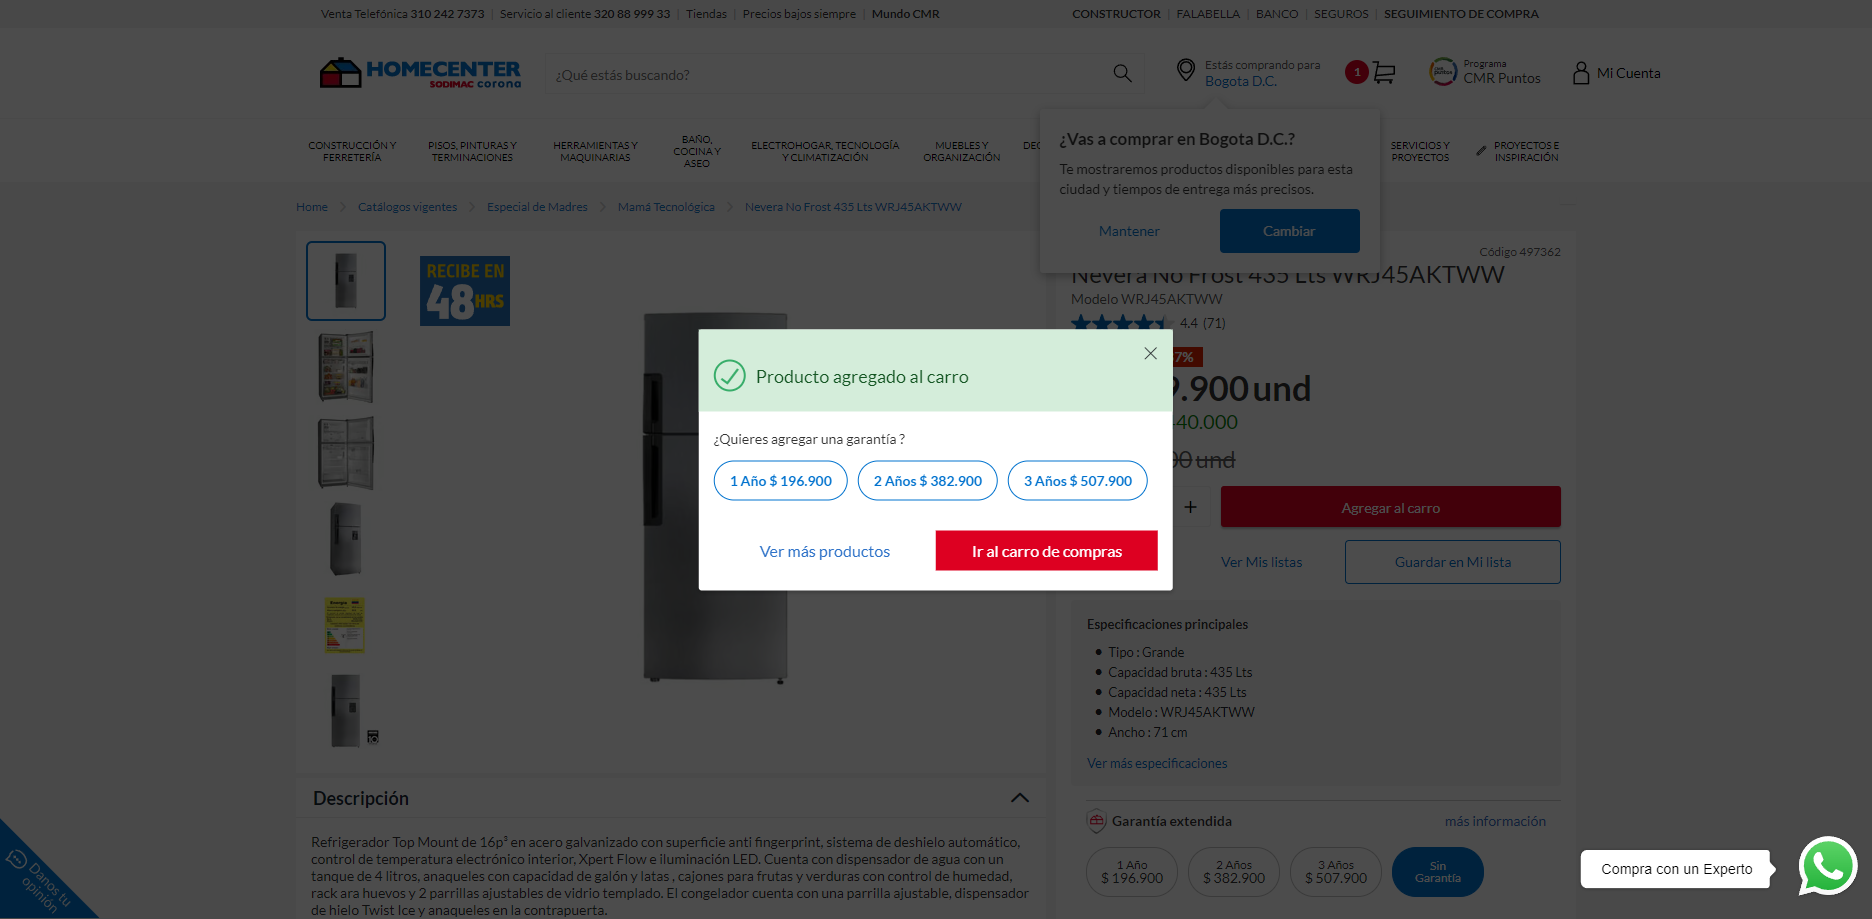 Venta Telefónica 310 242 7373 | Servicio al cliente 320 88 999 33 | Tiendas | Precios bajos siempre | Mundo CMR
CONSTRUCTOR | FALABELLA | BANCO | SEGUROS | SEGUIMIENTO DE COMPRA
HOMECENTER
SODIMAC corona
¿Qué estás buscando?
Estás comprando para
Bogota D.C.
1
Programa
CMR Puntos
Mi Cuenta
CONSTRUCCIÓN Y
FERRETERÍA
PISOS, PINTURAS Y
TERMINACIONES
HERRAMIENTAS Y
MAQUINARIAS
BAÑO,
COCINA Y
ASEO
ELECTROHOGAR, TECNOLOGÍA
Y CLIMATIZACIÓN
MUEBLES Y
ORGANIZACIÓN
SERVICIOS Y
PROYECTOS
PROYECTOS E
INSPIRACIÓN
¿Vas a comprar en Bogota D.C.?
Te mostraremos productos disponibles para esta
ciudad y tiempos de entrega más precisos.
Mantener
Cambiar
Home
Catálogos vigentes
Especial de Madres
Mamá Tecnológica
Nevera No Frost 435 Lts WRJ45AKTWW
RECIBE EN
48 HRS
Código 497362
Nevera No Frost 435 Lts WRJ45AKTWW
Modelo WRJ45AKTWW
4.4 (71)
7%
9.900 und
40.000
00 und
Producto agregado al carro
¿Quieres agregar una garantía ?
1 Año $ 196.900
2 Años $ 382.900
3 Años $ 507.900
Ver más productos
Ir al carro de compras
+
Agregar al carro
Ver Mis listas
Guardar en Mi lista
Especificaciones principales
• Tipo : Grande
• Capacidad bruta : 435 Lts
• Capacidad neta : 435 Lts
• Modelo : WRJ45AKTWW
• Ancho : 71 cm
Ver más especificaciones
Garantía extendida
más información
1 Año
$ 196.900
2 Años
$ 382.900
3 Años
$ 507.900
Sin
Garantía
Descripción
Refrigerador Top Mount de 16p³ en acero galvanizado con superficie anti fingerprint, sistema de deshielo automático,
control de temperatura electrónico interior, Xpert Flow e iluminación LED. Cuenta con dispensador de agua con un
tanque de 4 litros, anaqueles con capacidad de galón y latas , cajones para frutas y verduras con control de humedad,
rack ara huevos y 2 parrillas ajustables de vidrio templado. El congelador cuenta con una parrilla ajustable, dispensador
de hielo Twist Ice y anaqueles en la contrapuerta.
Danos tu
opinión
Compra con un Experto